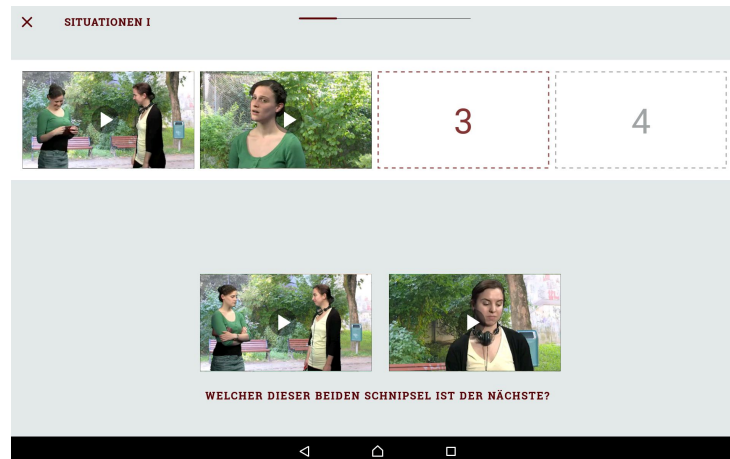 SITUATIONEN I
3
4
WELCHER DIESER BEIDEN SCHNIPSEL IST DER NÄCHSTE?